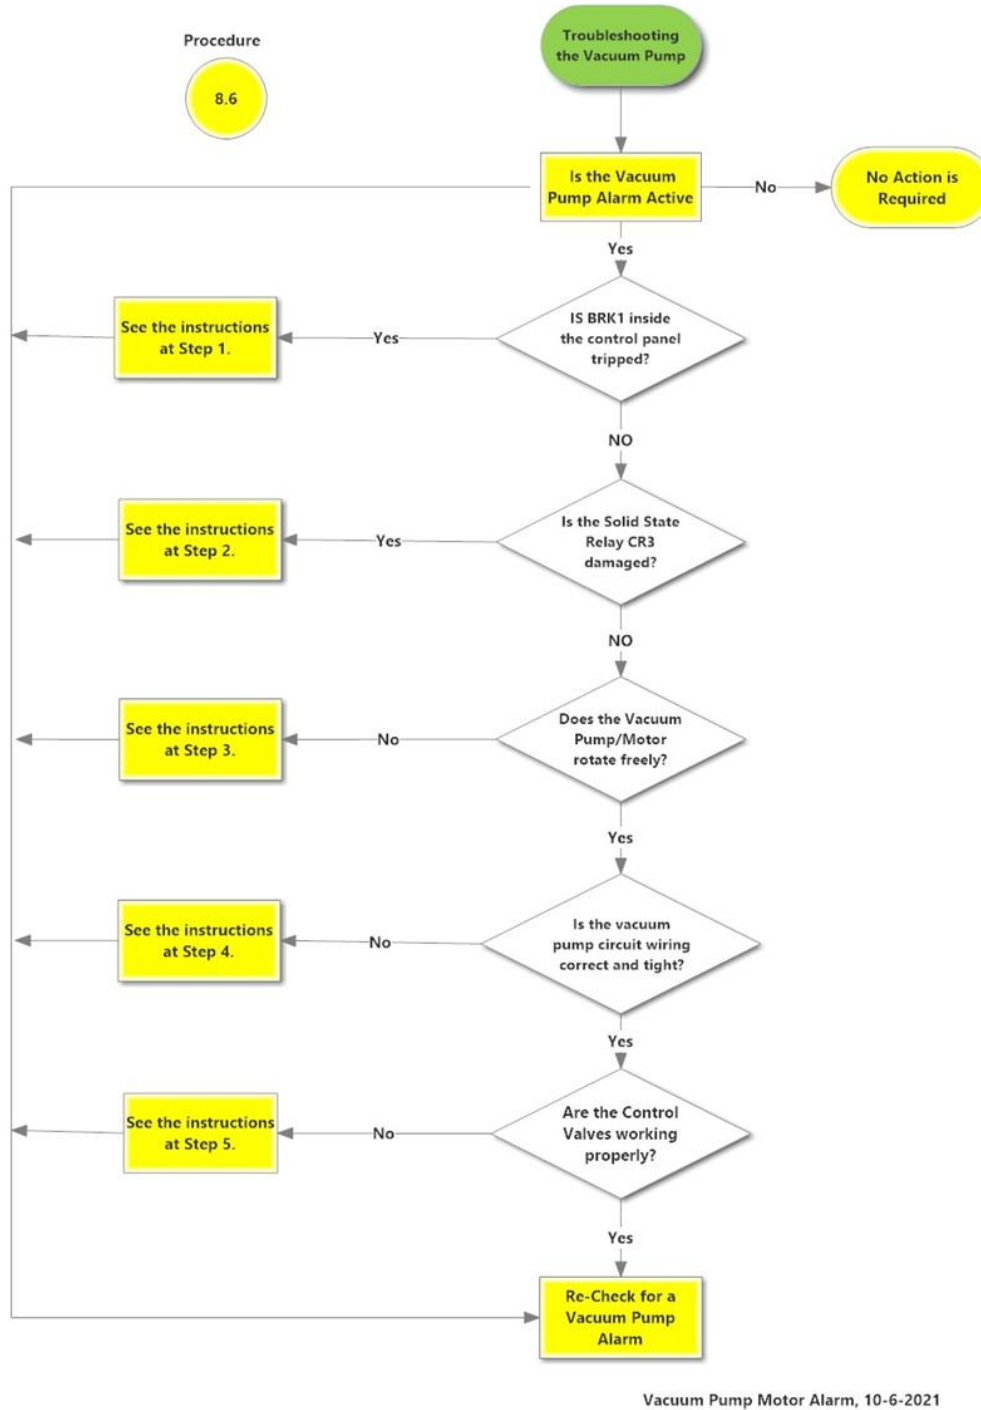 Procedure
8.6
Troubleshooting
the Vacuum Pump
Is the Vacuum
Pump Alarm Active
No
No Action is
Required
Yes
IS BRK1 inside
the control panel
tripped?
Yes
See the instructions
at Step 1.
NO
Is the Solid State
Relay CR3
damaged?
Yes
See the instructions
at Step 2.
NO
Does the Vacuum
Pump/Motor
rotate freely?
No
See the instructions
at Step 3.
Yes
Is the vacuum
pump circuit wiring
correct and tight?
No
See the instructions
at Step 4.
Yes
Are the Control
Valves working
properly?
No
See the instructions
at Step 5.
Yes
Re-Check for a
Vacuum Pump
Alarm
Vacuum Pump Motor Alarm, 10-6-2021